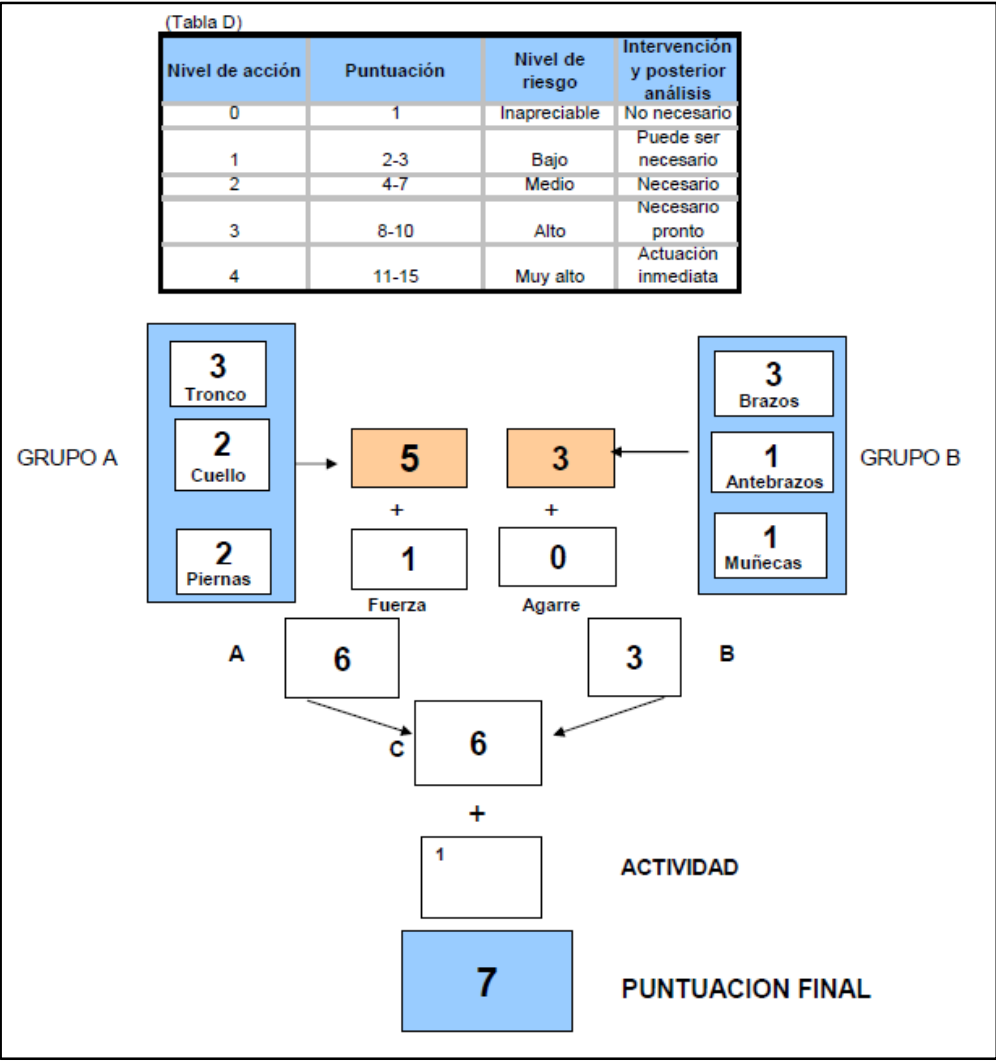 (Tabla D)
Nivel de acción Puntuación Nivel de riesgo Intervención y posterior análisis
0 1 Inapreciable No necesario
1 2-3 Bajo Puede ser necesario
2 4-7 Medio Necesario
3 8-10 Alto Necesario pronto
4 11-15 Muy alto Actuación inmediata
GRUPO A
3
Tronco
2
Cuello
2
Piernas
5
+
1
Fuerza
3
+
0
Agarre
3
Brazos
1
Antebrazos
1
Muñecas
GRUPO B
A
6
3
B
C
6
+
1
ACTIVIDAD
7
PUNTUACION FINAL